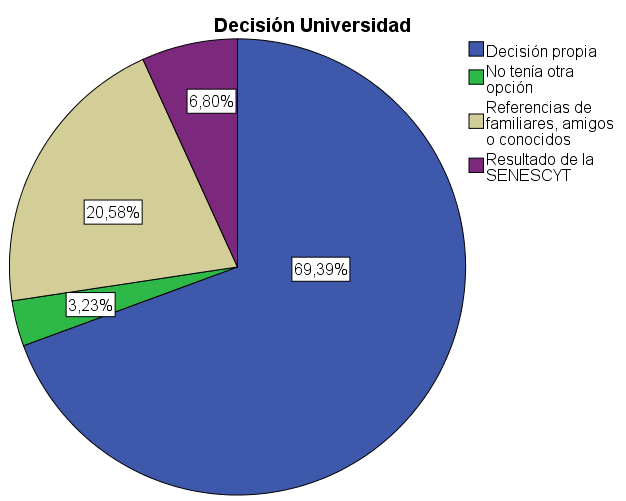 Decisión Universidad
Decisión propia
No tenía otra
opción
Referencias de
familiares, amigos
o conocidos
Resultado de la
SENESCYT
6,80%
20,58%
69,39%
3,23%